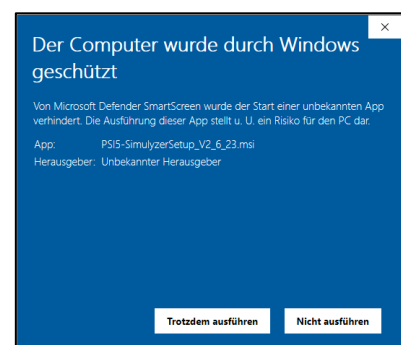 Der Computer wurde durch Windows
geschützt
Von Microsoft Defender SmartScreen wurde der Start einer unbekannten App
verhindert. Die Ausführung dieser App stellt u. U. ein Risiko für den PC dar.
App: PSI5-SimulyzerSetup_V2_6_23.msi
Herausgeber: Unbekannter Herausgeber
Trotzdem ausführen Nicht ausführen